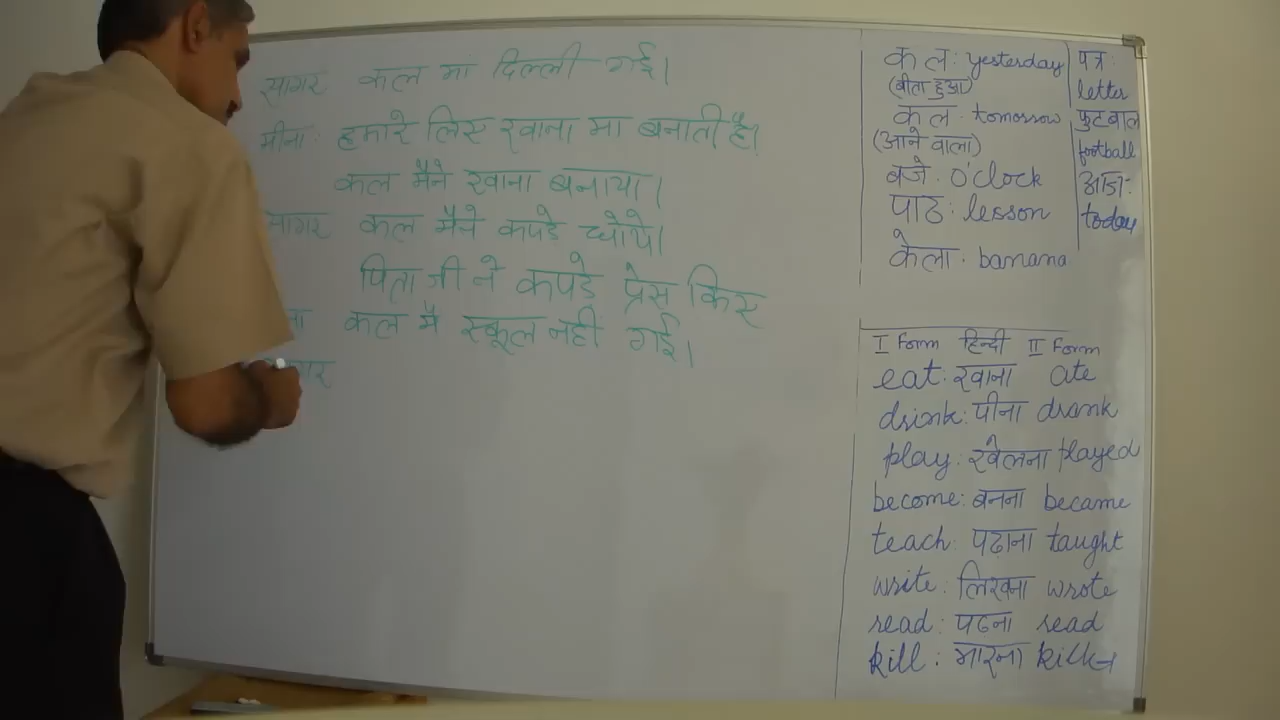 सागर कल मा दिल्ली गई।
मीना: हमारे लिए खाना मा बनाती है।
कल मैने खाना बनाया।
सागर कल मैने कपडे धोये।
पिता जी ने कपडे़ प्रेस किए
ना कल मै स्कूल नही गई।
गर
कल: yesterday
(बीता हुआ)
कल. tomorrow
(आने वाला)
बजे. o'clock
पाठ: lesson
केला. banana
पत्र:
letter
फुटबाल
football
आज:
today
I Form हिन्दी II Form
eat. खाना ate
drink: पीना drank
play: खेलना played
become: बनना became
teach: पढाना taught
write: लिखना wrote
read: पढना read
kill: मारना